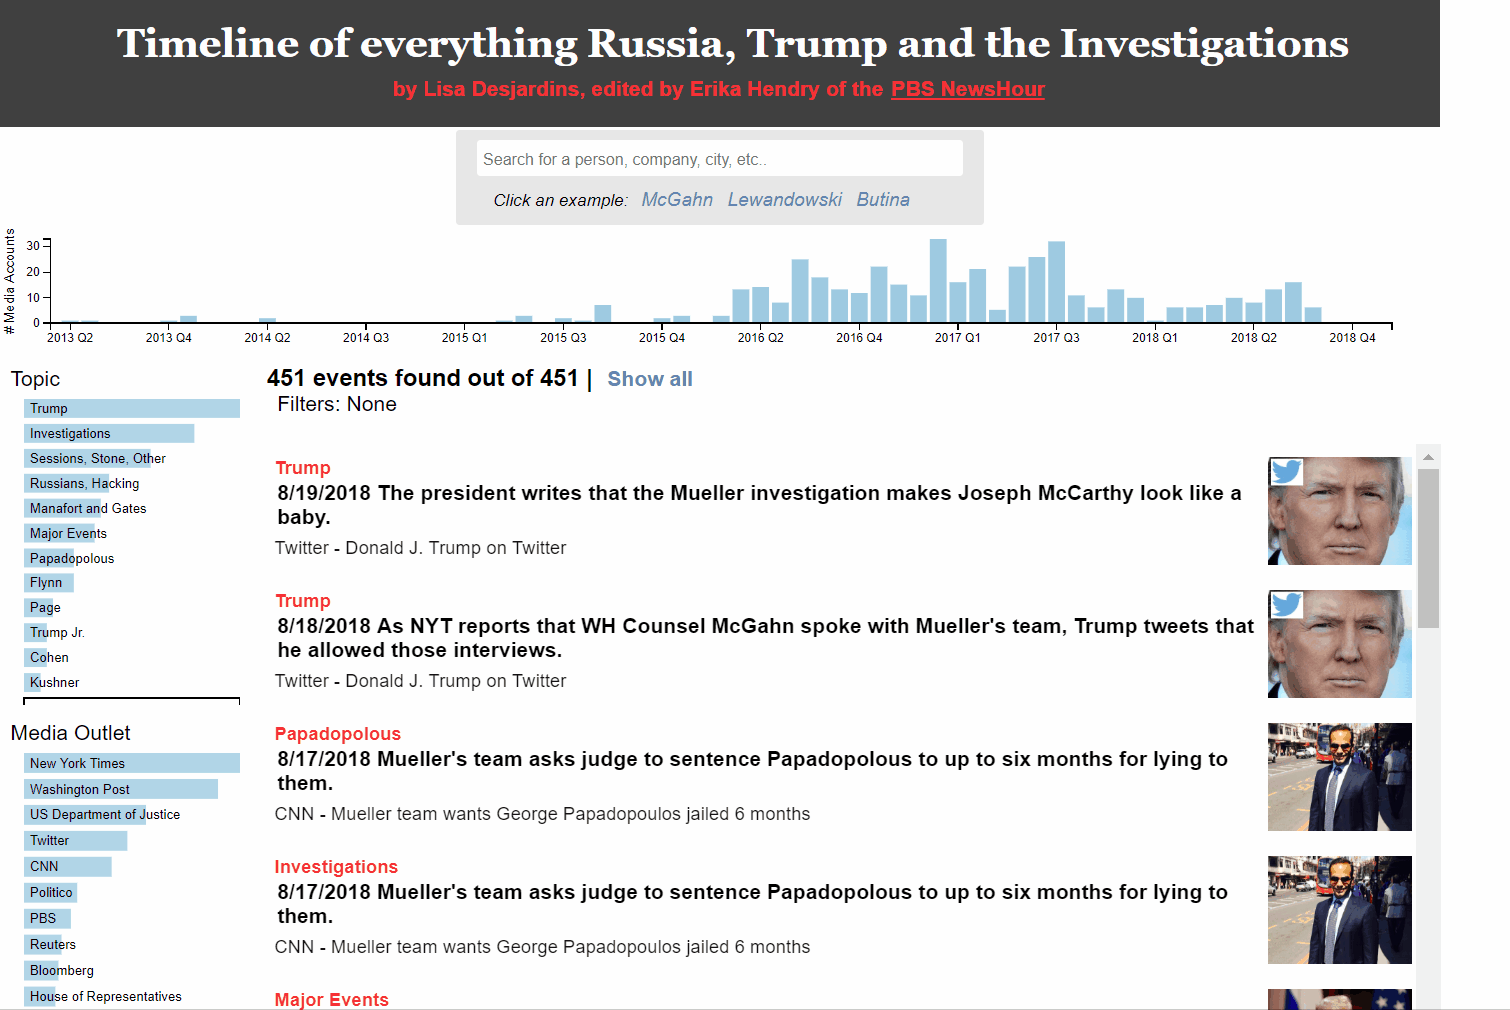 Timeline of everything Russia, Trump and the Investigations
by Lisa Desjardins, edited by Erika Hendry of the PBS NewsHour
Search for a person, company, city, etc..
Click an example: McGahn Lewandowski Butina
# Media Accounts
30
20
10
0
2013 Q2 2013 Q4 2014 Q2 2014 Q3 2015 Q1 2015 Q3 2015 Q4 2016 Q2 2016 Q4 2017 Q1 2017 Q3 2018 Q1 2018 Q2 2018 Q4
Topic
Trump
Investigations
Sessions, Stone, Other
Russians, Hacking
Manafort and Gates
Major Events
Papadopolous
Flynn
Page
Trump Jr.
Cohen
Kushner
Media Outlet
New York Times
Washington Post
US Department of Justice
Twitter
CNN
Politico
PBS
Reuters
Bloomberg
House of Representatives
451 events found out of 451 | Show all
Filters: None
Trump
8/19/2018 The president writes that the Mueller investigation makes Joseph McCarthy look like a
baby.
Twitter - Donald J. Trump on Twitter
Trump
8/18/2018 As NYT reports that WH Counsel McGahn spoke with Mueller's team, Trump tweets that
he allowed those interviews.
Twitter - Donald J. Trump on Twitter
Papadopolous
8/17/2018 Mueller's team asks judge to sentence Papadopolous to up to six months for lying to
them.
CNN - Mueller team wants George Papadopoulos jailed 6 months
Investigations
8/17/2018 Mueller's team asks judge to sentence Papadopolous to up to six months for lying to
them.
CNN - Mueller team wants George Papadopoulos jailed 6 months
Major Events